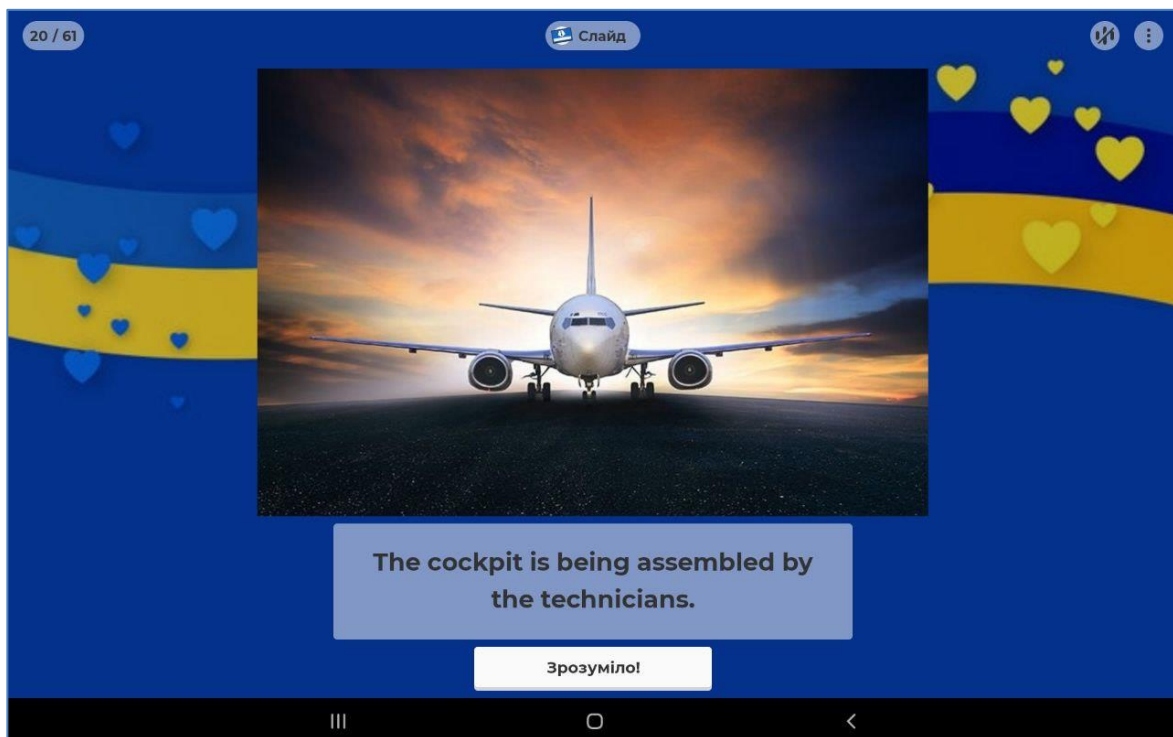 20 / 61
Слайд
The cockpit is being assembled by
the technicians.
Зрозуміло!